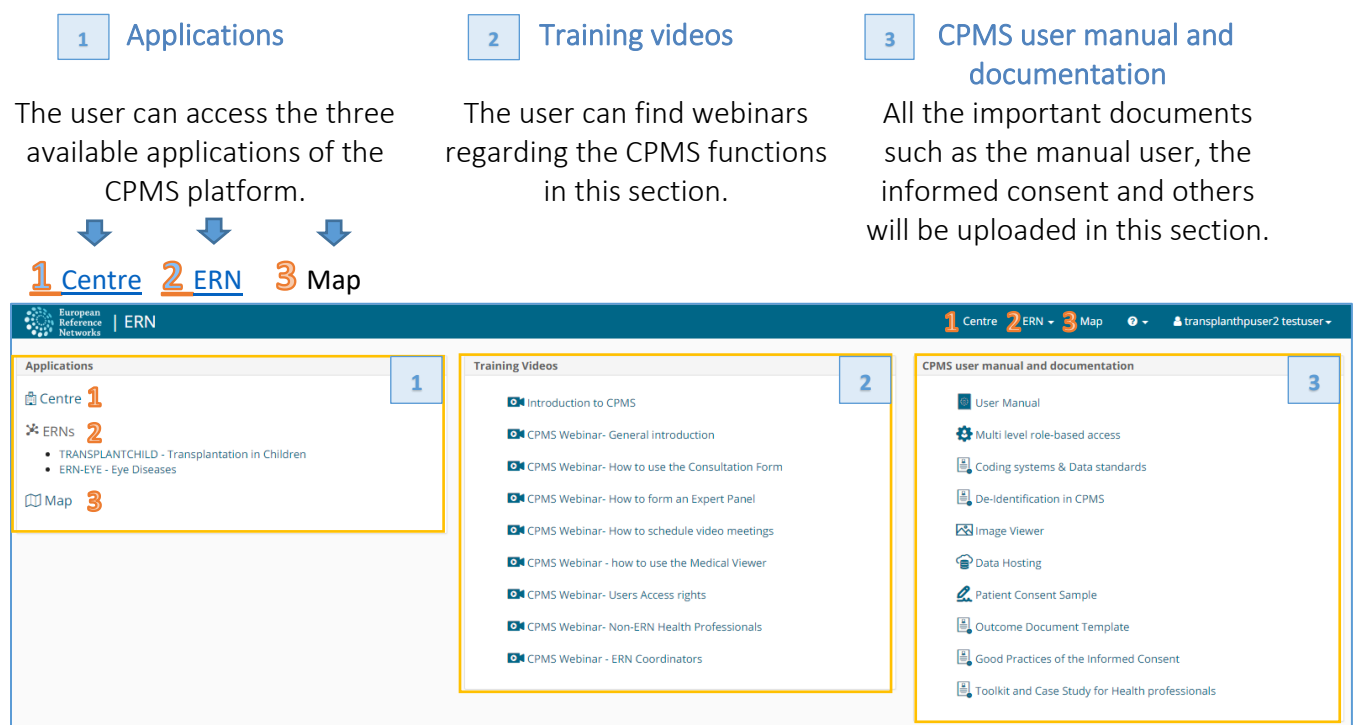 1 Applications
The user can access the three
available applications of the
CPMS platform.
1 Centre 2 ERN 3 Map
2 Training videos
The user can find webinars
regarding the CPMS functions
in this section.
3 CPMS user manual and
documentation
All the important documents
such as the manual user, the
informed consent and others
will be uploaded in this section.
European
Reference
Networks
| ERN
1 Centre 2 ERN 3 Map ? transplanthpuser2 testuser
Applications
1
Centre 1
ERNs 2
• TRANSPLANTCHILD - Transplantation in Children
• ERN-EYE - Eye Diseases
Map 3
Training Videos
2
Introduction to CPMS
CPMS Webinar- General introduction
CPMS Webinar- How to use the Consultation Form
CPMS Webinar- How to form an Expert Panel
CPMS Webinar- How to schedule video meetings
CPMS Webinar - how to use the Medical Viewer
CPMS Webinar- Users Access rights
CPMS Webinar- Non-ERN Health Professionals
CPMS Webinar - ERN Coordinators
CPMS user manual and documentation
3
User Manual
Multi level role-based access
Coding systems & Data standards
De-Identification in CPMS
Image Viewer
Data Hosting
Patient Consent Sample
Outcome Document Template
Good Practices of the Informed Consent
Toolkit and Case Study for Health professionals